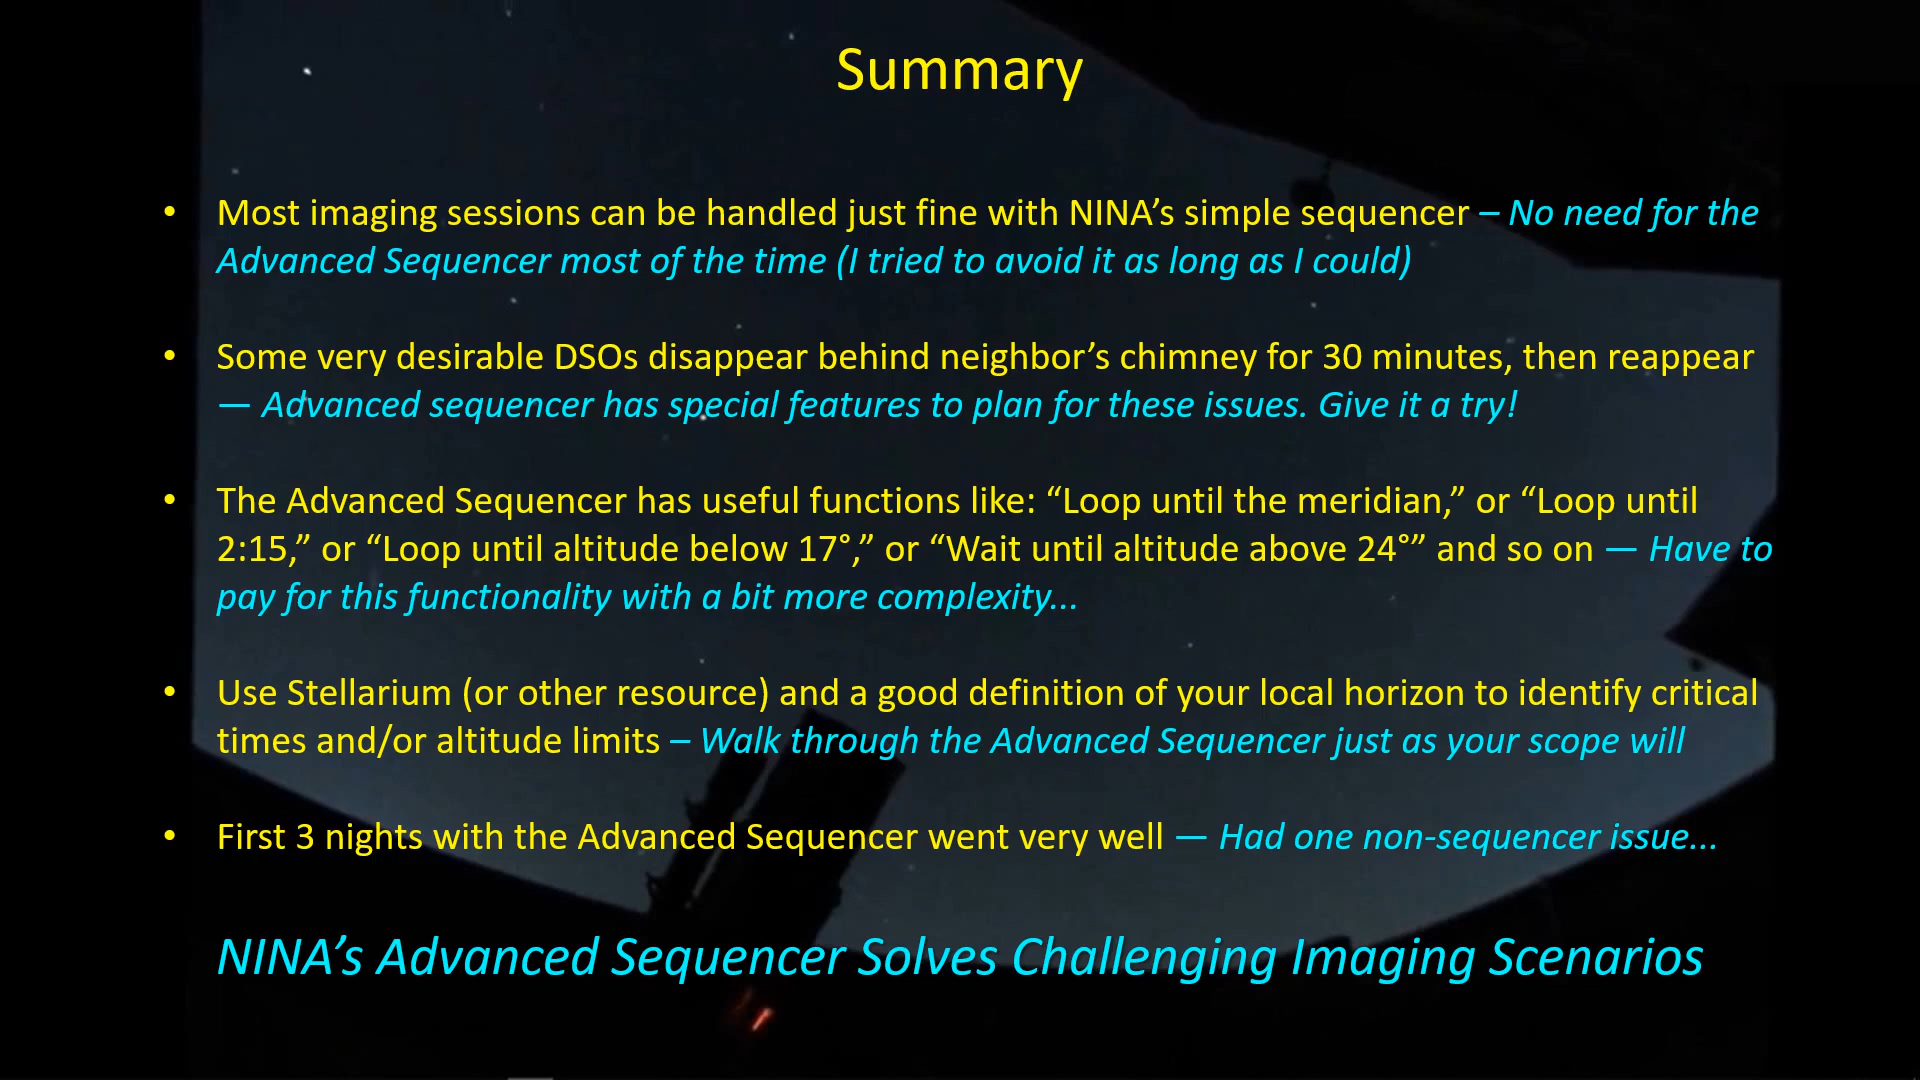 Summary
• Most imaging sessions can be handled just fine with NINA’s simple sequencer – No need for the
Advanced Sequencer most of the time (I tried to avoid it as long as I could)
• Some very desirable DSOs disappear behind neighbor’s chimney for 30 minutes, then reappear
— Advanced sequencer has special features to plan for these issues. Give it a try!
• The Advanced Sequencer has useful functions like: “Loop until the meridian,” or “Loop until
2:15,” or “Loop until altitude below 17°,” or “Wait until altitude above 24°” and so on — Have to
pay for this functionality with a bit more complexity...
• Use Stellarium (or other resource) and a good definition of your local horizon to identify critical
times and/or altitude limits – Walk through the Advanced Sequencer just as your scope will
• First 3 nights with the Advanced Sequencer went very well — Had one non-sequencer issue...
NINA’s Advanced Sequencer Solves Challenging Imaging Scenarios